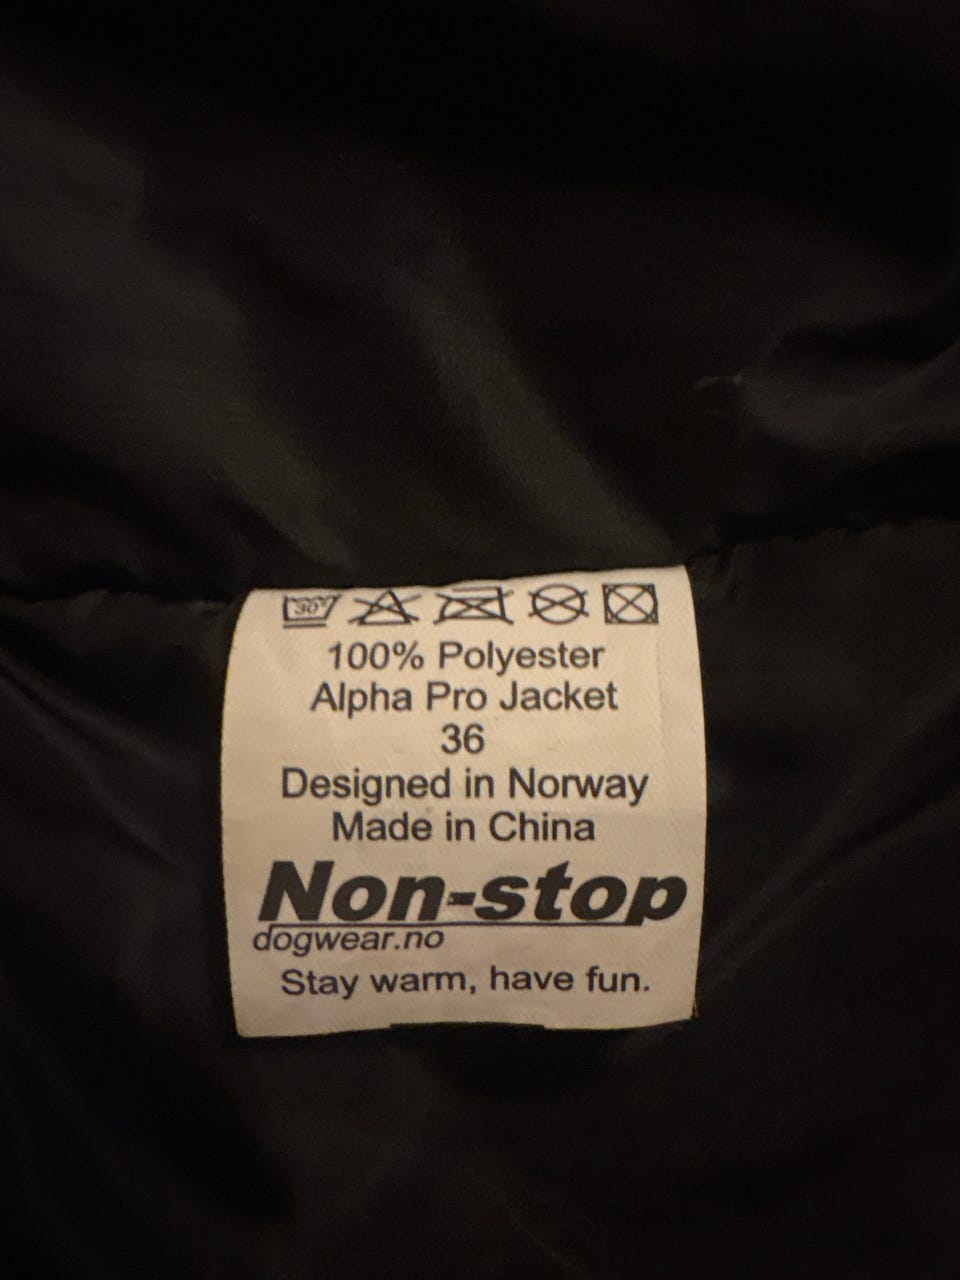 30°
100% Polyester
Alpha Pro Jacket
36
Designed in Norway
Made in China
Non-stop
dogwear.no
Stay warm, have fun.